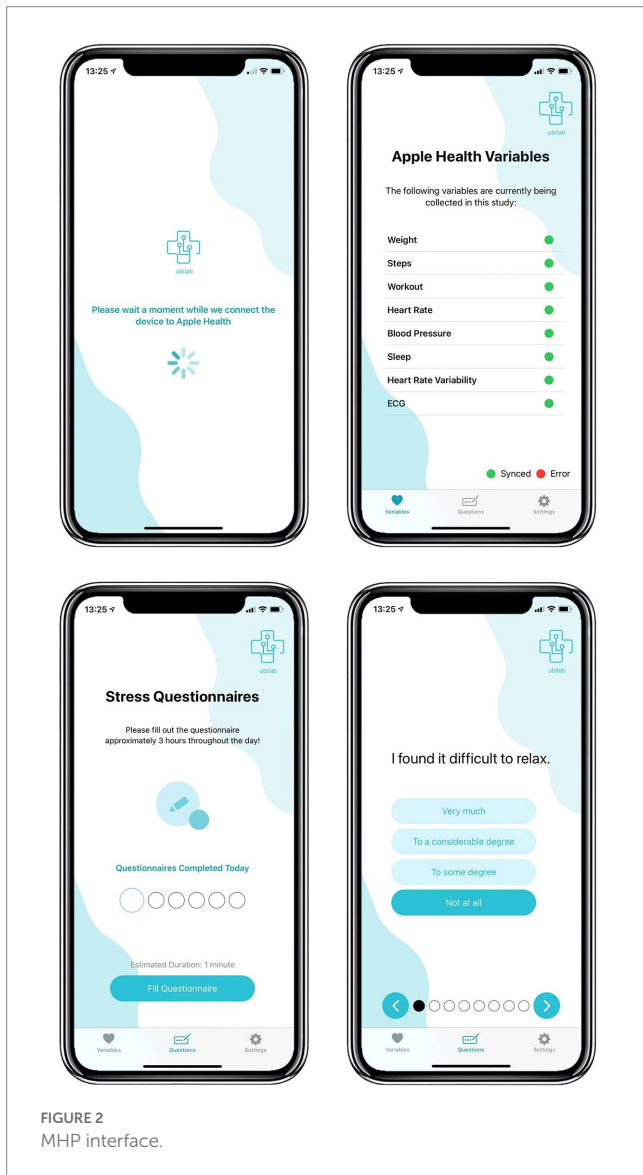 13:25
ubilab
Please wait a moment while we connect the
device to Apple Health
13:25
ubilab
Apple Health Variables
The following variables are currently being
collected in this study:
Weight
Steps
Workout
Heart Rate
Blood Pressure
Sleep
Heart Rate Variability
ECG
Synced Error
Variables Questions Settings
13:25
ubilab
Stress Questionnaires
Please fill out the questionnaire
approximately 3 hours throughout the day!
Questionnaires Completed Today
Estimated Duration: 1 minute
Fill Questionnaire
Variables Questions Settings
13:25
ubilab
I found it difficult to relax.
Very much
To a considerable degree
To some degree
Not at all
Variables Questions Settings
FIGURE 2
MHP interface.